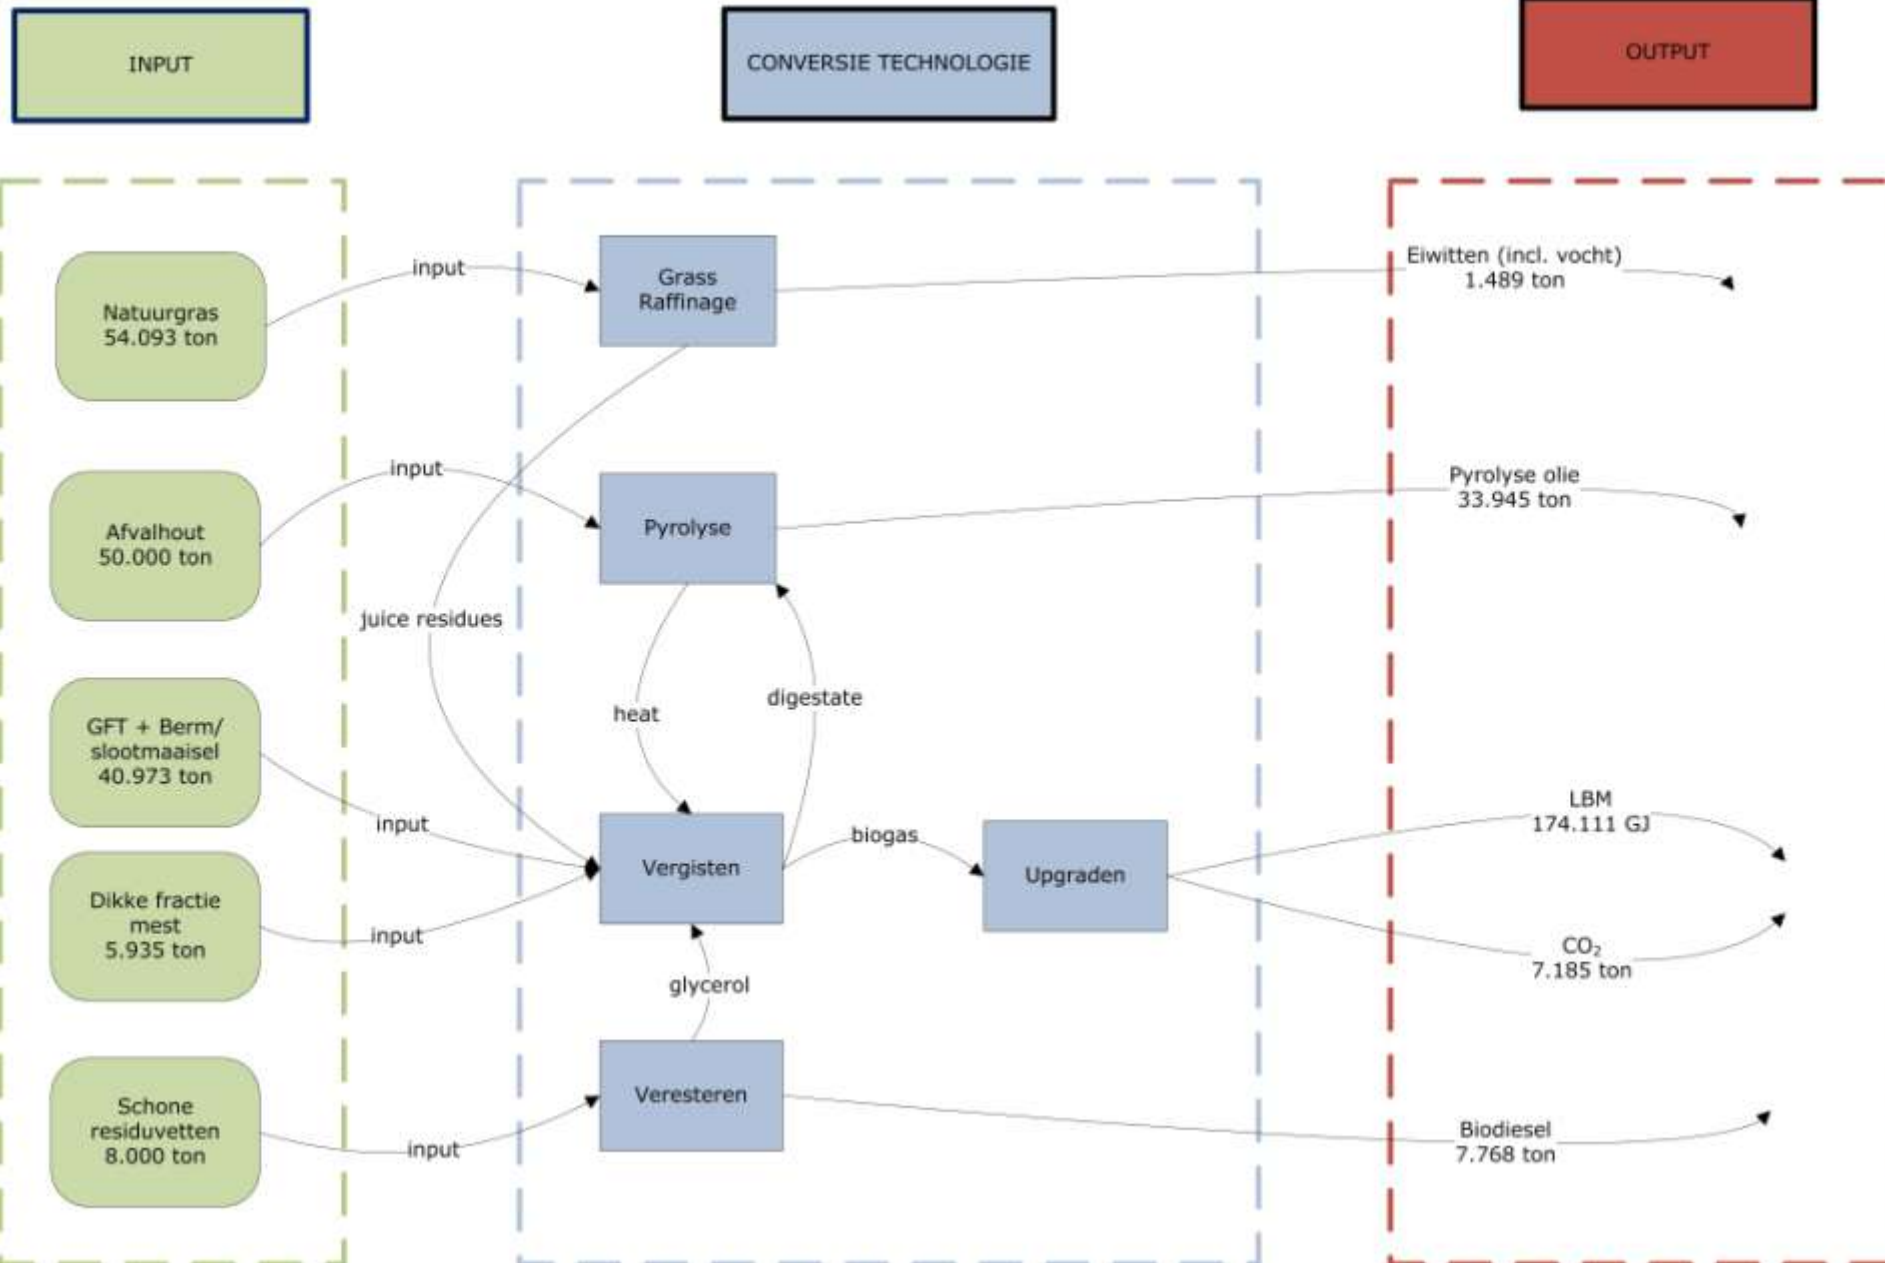 INPUT
CONVERSIE TECHNOLOGIE
OUTPUT
Natuurgras
54.093 ton
input
Grass
Raffinage
Eiwitten (incl. vocht)
1.489 ton
Afvalhout
50.000 ton
input
Pyrolyse
Pyrolyse olie
33.945 ton
juice residues
heat
digestate
GFT + Berm/
slootmaaisel
40.973 ton
input
Vergisten
biogas
Upgraden
LBM
174.111 GJ
Dikke fractie
mest
5.935 ton
input
CO₂
7.185 ton
glycerol
Schone
residuvetten
8.000 ton
input
Veresteren
Biodiesel
7.768 ton